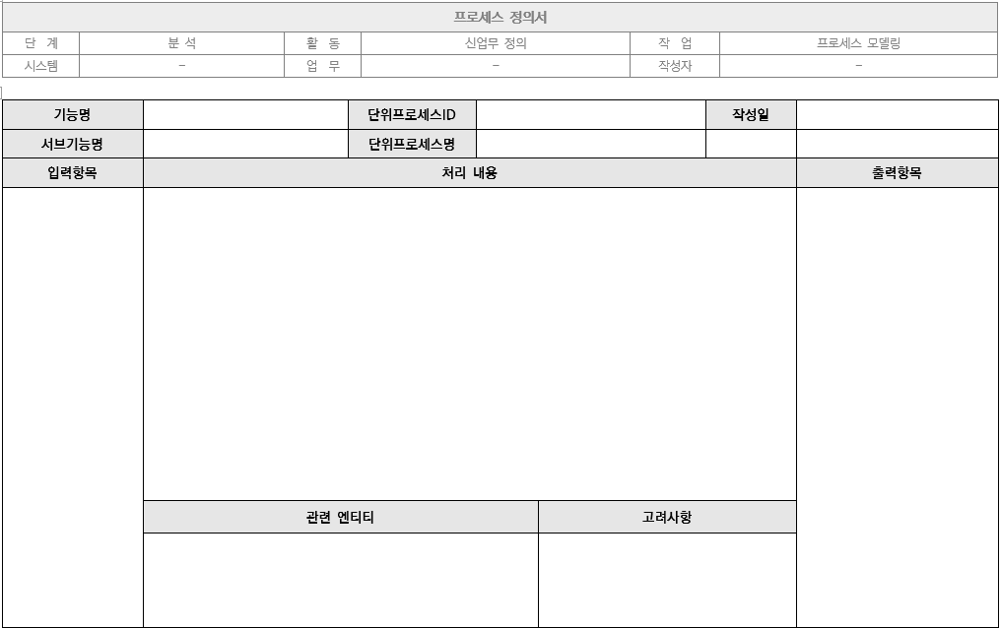 프로세스 정의서
단 계 분 석 활 동 신업무 정의 작 업 프로세스 모델링
시스템 - 업 무 - 작성자 -
기능명 단위프로세스ID 작성일
서브기능명 단위프로세스명
입력항목 처리 내용 출력항목
관련 엔티티 고려사항